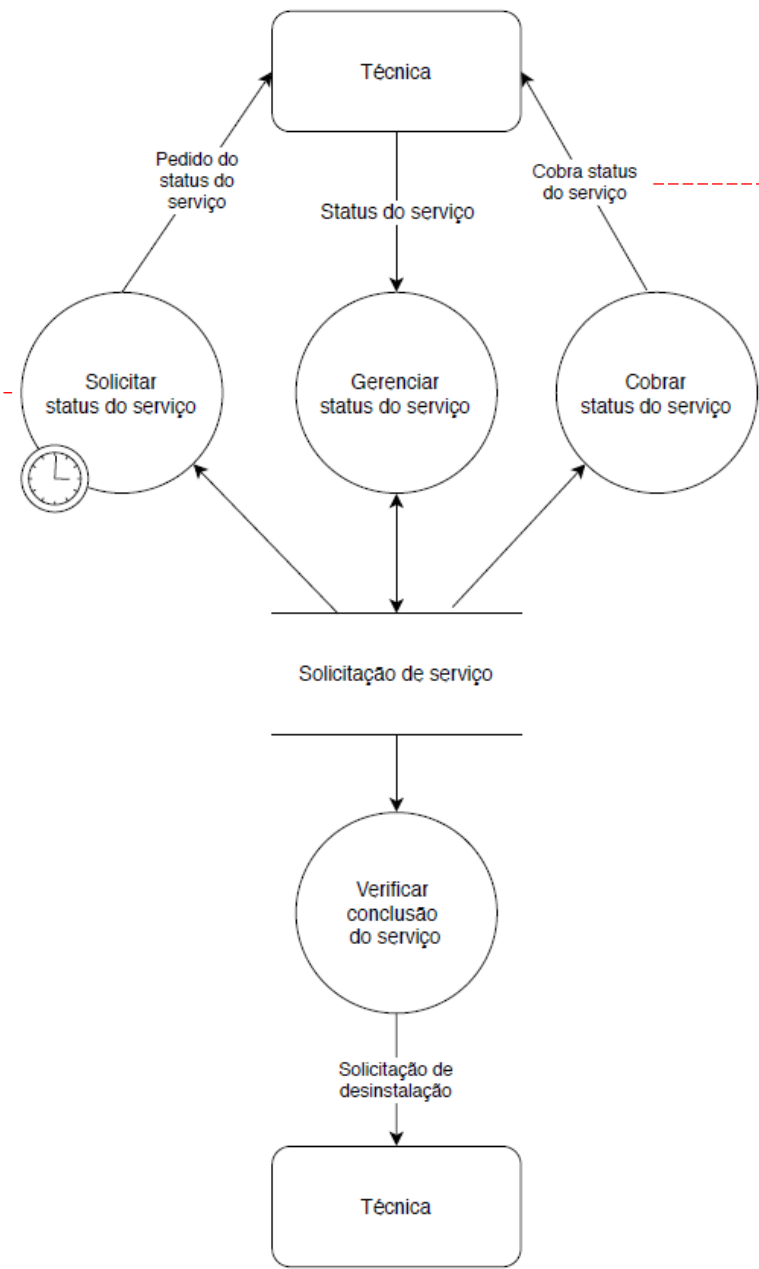 Técnica
Pedido do
status do
serviço
Cobra status
do serviço
Status do serviço
Solicitar
status do serviço
Gerenciar
status do serviço
Cobrar
status do serviço
Solicitação de serviço
Verificar
conclusão
do serviço
Solicitação de
desinstalação
Técnica